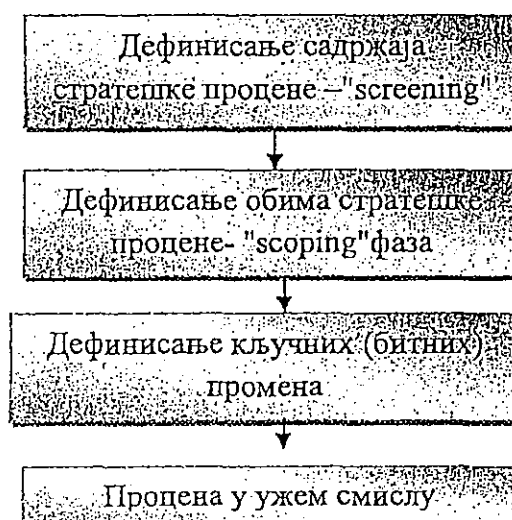 Дефинисање садржаја
стратешке процене –"screening"
Дефинисање обима стратешке
процене- "scoping"фаза
Дефинисање кључних (битних)
промена
Процена у ужем смислу